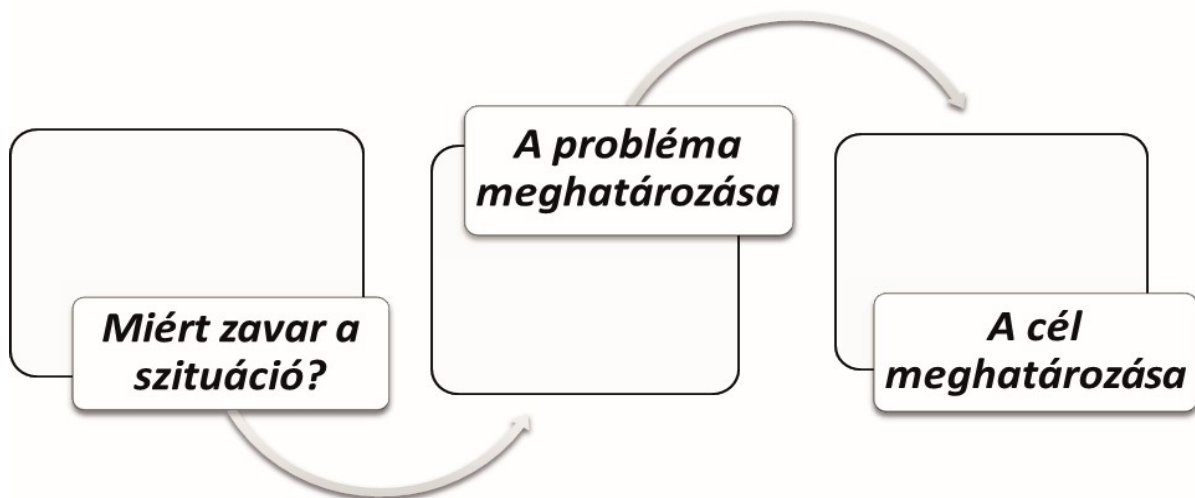 Miért zavar a
szituáció?
A probléma
meghatározása
A cél
meghatározása